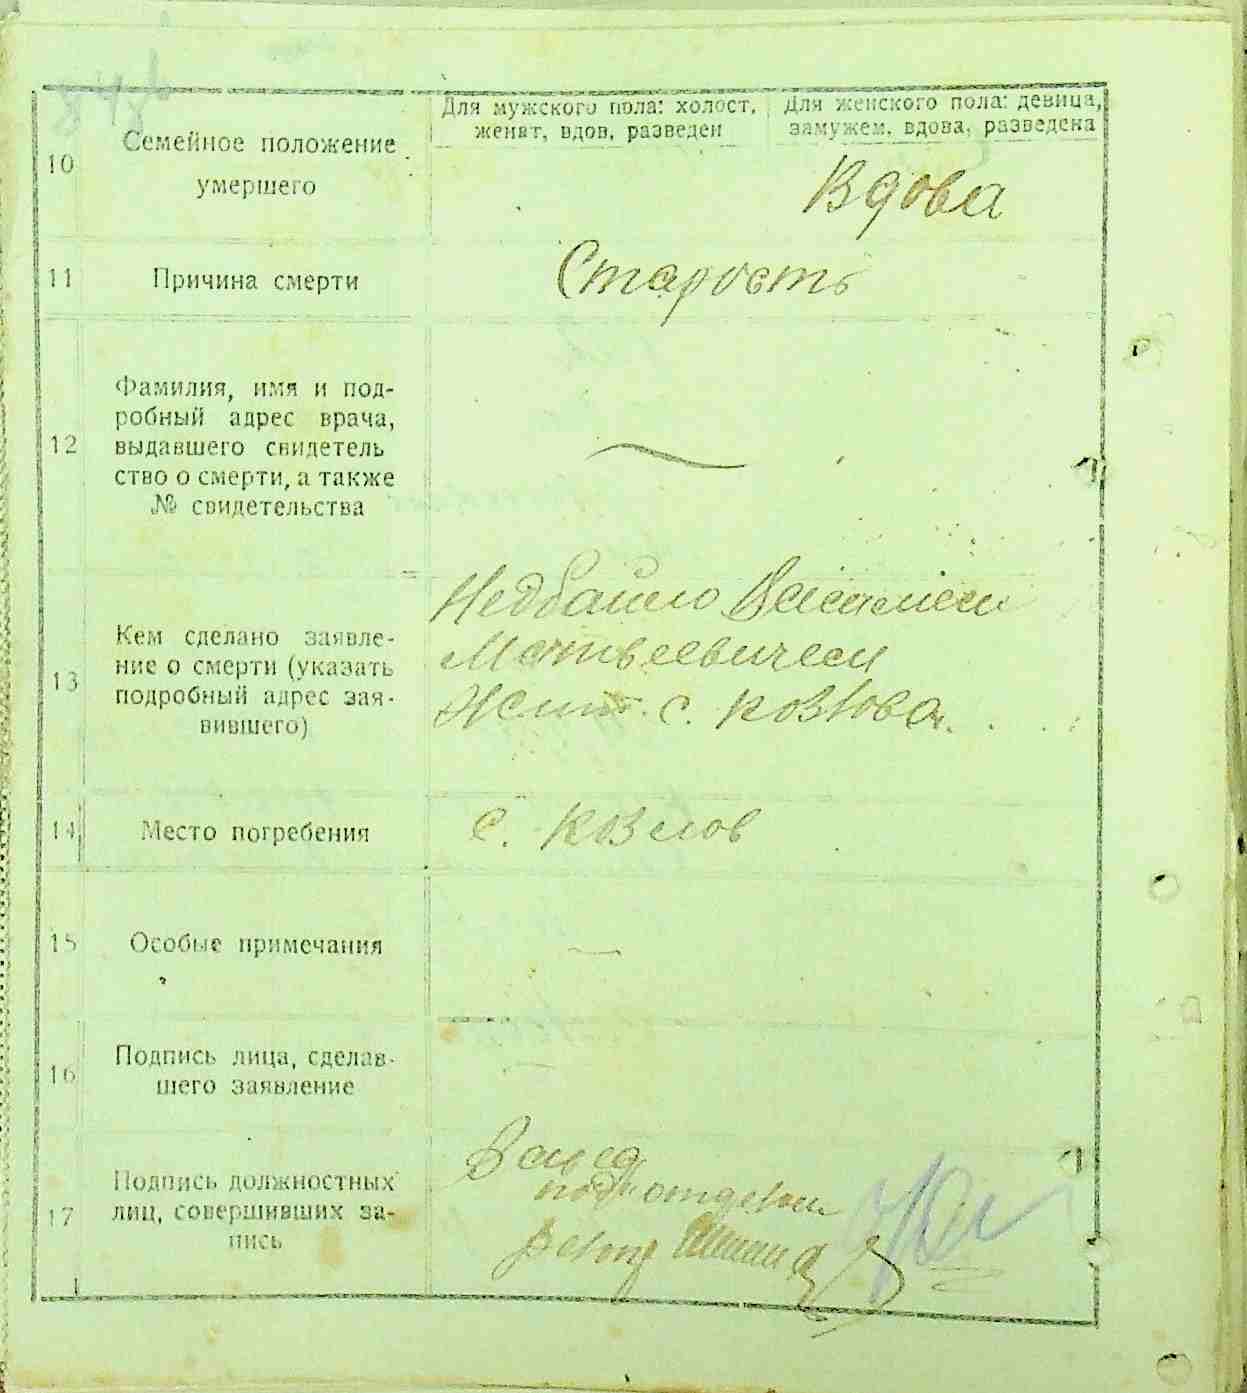 Для мужского пола: холост, женат, вдов, разведен
Для женского пола: девица, замужем, вдова, разведена
10
Семейное положение
умершего
Вдова
11
Причина смерти
Старость
12
Фамилия, имя и под-
робный адрес врача,
выдавшего свидетель
ство о смерти, а также
№ свидетельства
13
Кем сделано заявле-
ние о смерти (указать
подробный адрес зая-
вившего)
Недбайло
Матвеевичем
Жит. с. Козлова.
14
Место погребения
с. Козлов
15
Особые примечания
16
Подпись лица, сделав-
шего заявление
17
Подпись должностных
лиц, совершивших за-
пись